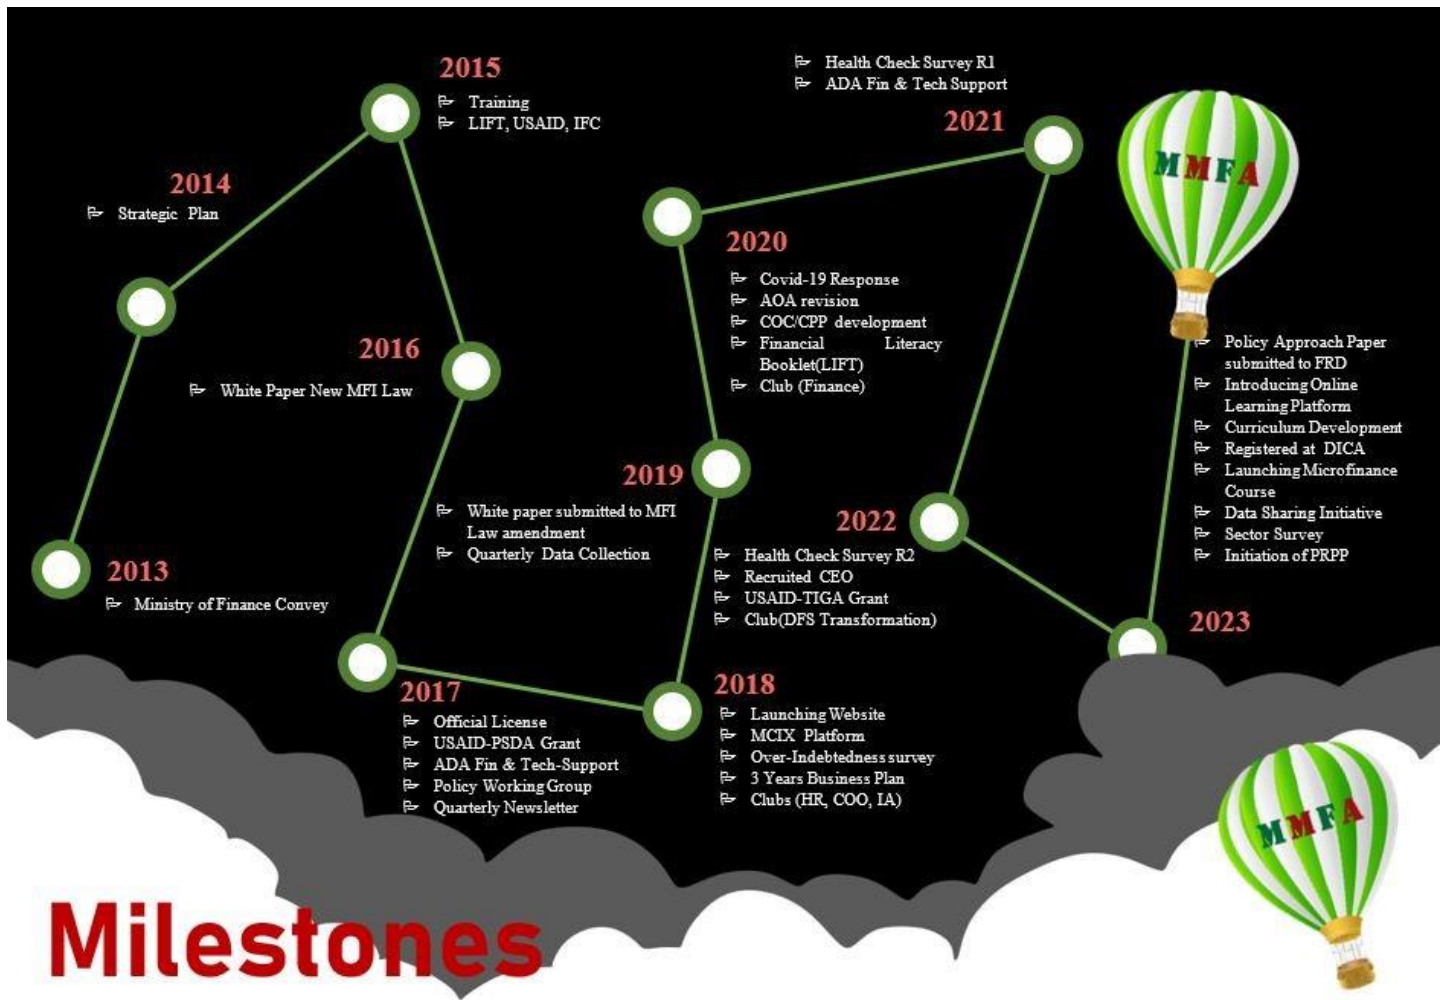 2015
Training
LIFT, USAID, IFC
2014
Strategic Plan
2016
White Paper New MFI Law
2013
Ministry of Finance Convey
2017
Official License
USAID-PSDA Grant
ADA Fin & Tech-Support
Policy Working Group
Quarterly Newsletter
2018
Launching Website
MCIX Platform
Over-Indebtedness survey
3 Years Business Plan
Clubs (HR, COO, IA)
2019
White paper submitted to MFI
Law amendment
Quarterly Data Collection
2020
Covid-19 Response
AOA revision
COC/CPP development
Financial Literacy
Booklet(LIFT)
Club (Finance)
Health Check Survey R1
ADA Fin & Tech Support
2021
2022
Health Check Survey R2
Recruited CEO
USAID-TIGA Grant
Club(DFS Transformation)
MMFA
Policy Approach Paper
submitted to FRD
Introducing Online
Learning Platform
Curriculum Development
Registered at DICA
Launching Microfinance
Course
Data Sharing Initiative
Sector Survey
Initiation of PRPP
2023
MMFA
Milestones